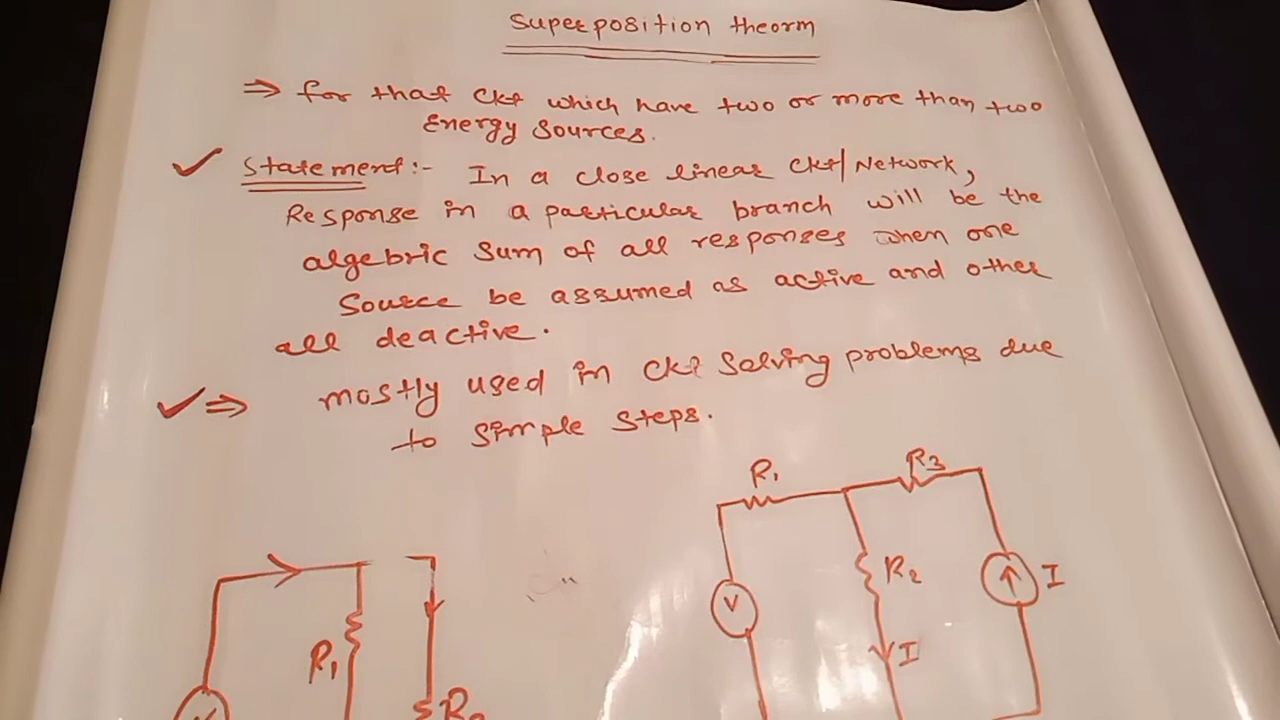 Superposition theorm
⇒ for that ckt which have two or more than two
Energy Sources.
✓ Statement:- In a close linear ckt/Network,
Response in a particular branch will be the
algebric sum of all responses when one
Source be assumed as active and other
all deactive.
✓⇒ mostly used in ckt Solving problems due
to simple steps.
R1
R3
R2
I
V
I
R1
V